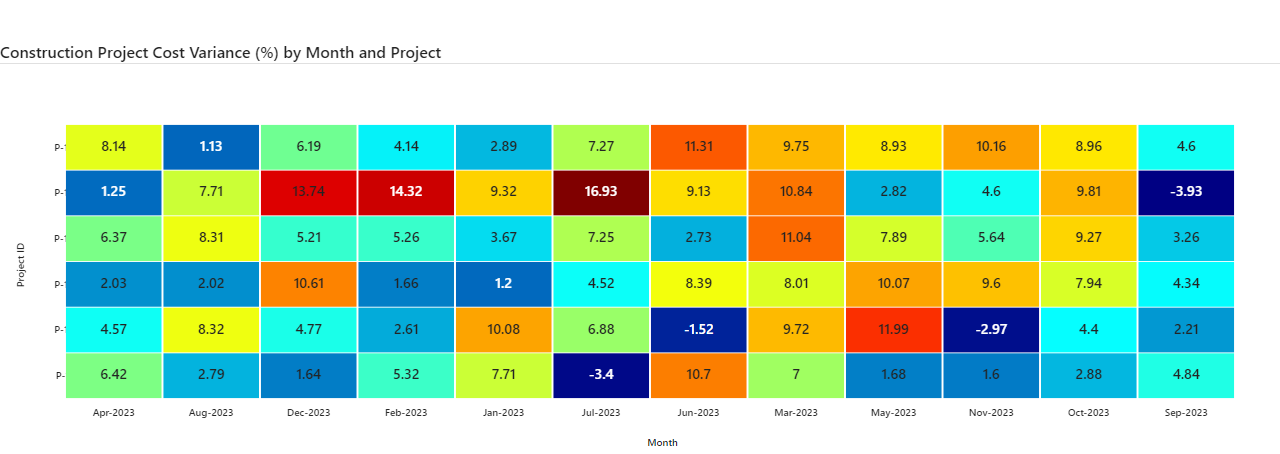 Construction Project Cost Variance (%) by Month and Project
P-1 8.14 1.13 6.19 4.14 2.89 7.27 11.31 9.75 8.93 10.16 8.96 4.6
P-1 1.25 7.71 13.74 14.32 9.32 16.93 9.13 10.84 2.82 4.6 9.81 -3.93
P-1 6.37 8.31 5.21 5.26 3.67 7.25 2.73 11.04 7.89 5.64 9.27 3.26
Project ID
P-1 2.03 2.02 10.61 1.66 1.2 4.52 8.39 8.01 10.07 9.6 7.94 4.34
P-1 4.57 8.32 4.77 2.61 10.08 6.88 -1.52 9.72 11.99 -2.97 4.4 2.21
P- 6.42 2.79 1.64 5.32 7.71 -3.4 10.7 7 1.68 1.6 2.88 4.84
Apr-2023 Aug-2023 Dec-2023 Feb-2023 Jan-2023 Jul-2023 Jun-2023 Mar-2023 May-2023 Nov-2023 Oct-2023 Sep-2023
Month